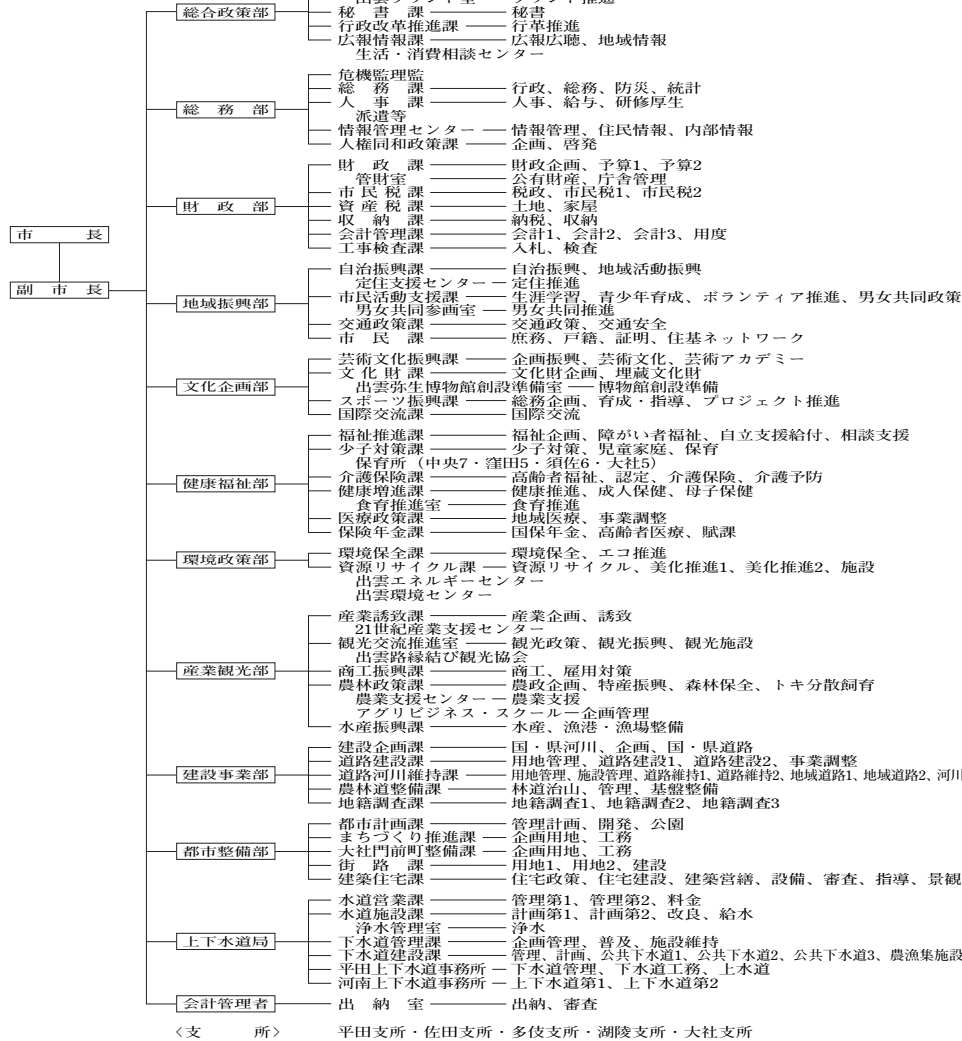 総合政策部
秘書課 秘書
行政改革推進課 行革推進
広報情報課 広報広聴、地域情報
生活・消費相談センター
総務部
危機監理監
総務課 行政、総務、防災、統計
人事課 人事、給与、研修厚生
派遣等
情報管理センター 情報管理、住民情報、内部情報
人権同和政策課 企画、啓発
財政部
財政課 財政企画、予算1、予算2
管財室 公有財産、庁舎管理
市民税課 税政、市民税1、市民税2
資産税課 土地、家屋
収納課 納税、収納
会計管理課 会計1、会計2、会計3、用度
工事検査課 入札、検査
市長
副市長
地域振興部
自治振興課 自治振興、地域活動振興
定住支援センター 定住推進
市民活動支援課 生涯学習、青少年育成、ボランティア推進、男女共同政策
男女共同参画室 男女共同推進
交通政策課 交通政策、交通安全
市民課 庶務、戸籍、証明、住基ネットワーク
文化企画部
芸術文化振興課 企画振興、芸術文化、芸術アカデミー
文化財課 文化財企画、埋蔵文化財
出雲弥生博物館創設準備室 博物館創設準備
スポーツ振興課 総務企画、育成・指導、プロジェクト推進
国際交流課 国際交流
健康福祉部
福祉推進課 福祉企画、障がい者福祉、自立支援給付、相談支援
少子対策課 少子対策、児童家庭、保育
保育所（中央7・窪田5・須佐6・大社5）
介護保険課 高齢者福祉、認定、介護保険、介護予防
健康増進課 健康推進、成人保健、母子保健
食育推進室 食育推進
医療政策課 地域医療、事業調整
保険年金課 国保年金、高齢者医療、賦課
環境政策部
環境保全課 環境保全、エコ推進
資源リサイクル課 資源リサイクル、美化推進1、美化推進2、施設
出雲エネルギーセンター
出雲環境センター
産業観光部
産業誘致課 産業企画、誘致
21世紀産業支援センター
観光交流推進室 観光政策、観光振興、観光施設
出雲路縁結び観光協会
商工振興課 商工、雇用対策
農林政策課 農政企画、特産振興、森林保全、トキ分散飼育
農業支援センター 農業支援
アグリビジネス・スクール 企画管理
水産振興課 水産、漁港・漁場整備
建設事業部
建設企画課 国・県河川、企画、国・県道路
道路建設課 用地管理、道路建設1、道路建設2、事業調整
道路河川維持課 用地管理、施設管理、道路維持1、道路維持2、地域道路1、地域道路2、河川
農林道整備課 林道治山、管理、基盤整備
地籍調査課 地籍調査1、地籍調査2、地籍調査3
都市整備部
都市計画課 管理計画、開発、公園
まちづくり推進課 企画用地、工務
大社門前町整備課 企画用地、工務
街路課 用地1、用地2、建設
建築住宅課 住宅政策、住宅建設、建築営繕、設備、審査、指導、景観
上下水道局
水道営業課 管理第1、管理第2、料金
水道施設課 計画第1、計画第2、改良、給水
浄水管理室 浄水
下水道管理課 企画管理、普及、施設維持
下水道建設課 管理、計画、公共下水道1、公共下水道2、公共下水道3、農漁集施設
平田上下水道事務所 下水道管理、下水道工務、上水道
河南上下水道事務所 上下水道第1、上下水道第2
会計管理者
出納室 出納、審査
〈支所〉 平田支所・佐田支所・多伎支所・湖陵支所・大社支所